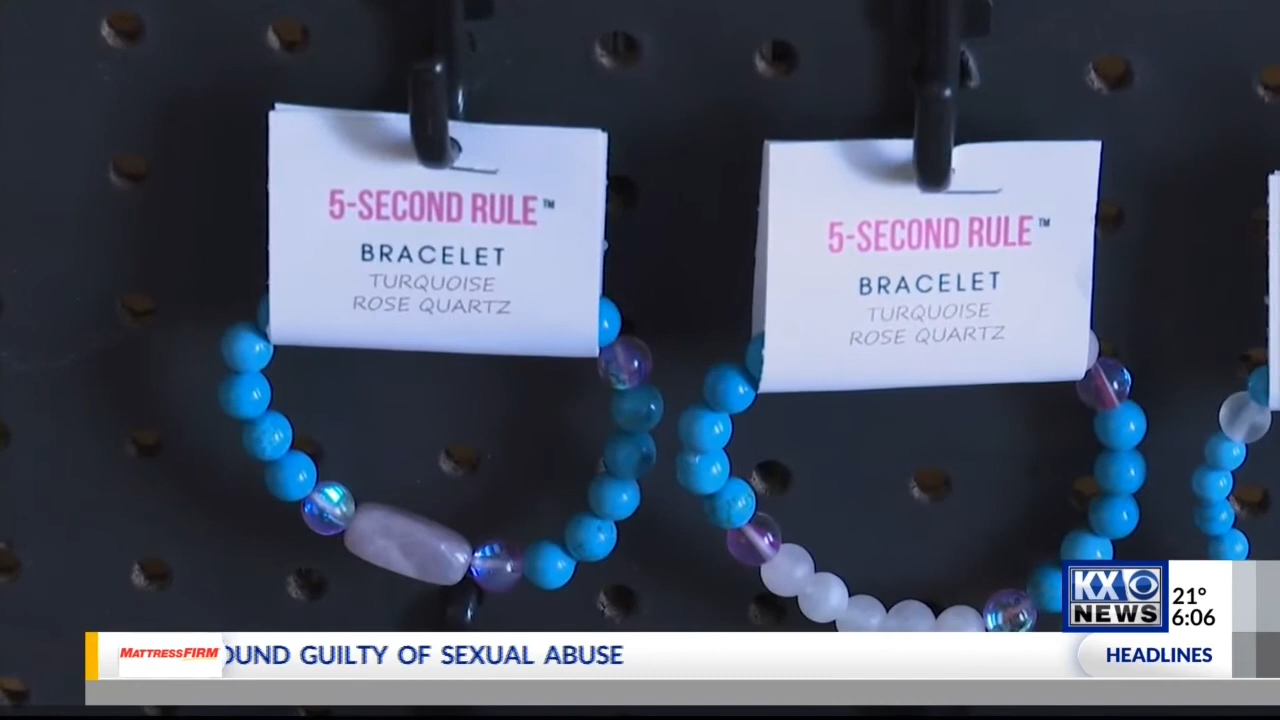 5-SECOND RULE™
BRACELET
TURQUOISE
ROSE QUARTZ
5-SECOND RULE™
BRACELET
TURQUOISE
ROSE QUARTZ
KX
NEWS
21°
6:06
MATTRESSFIRM
GUILTY OF SEXUAL ABUSE
HEADLINES